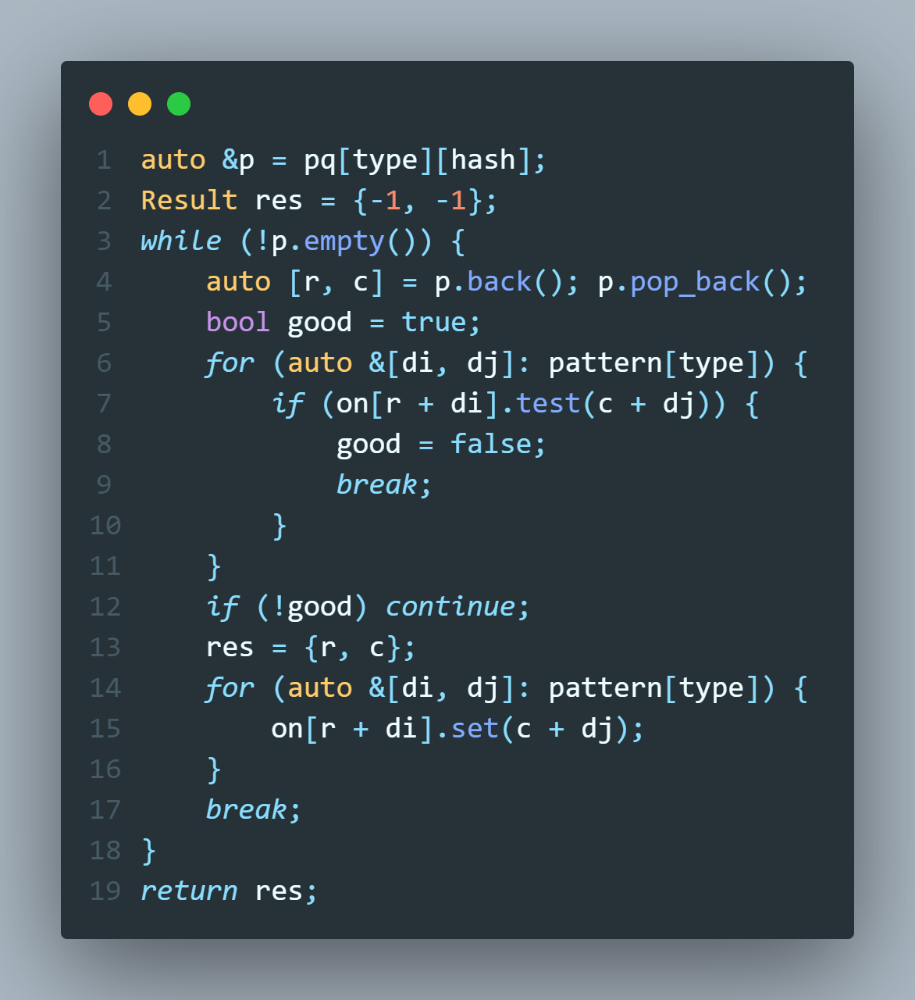 1 auto &p = pq[type][hash];
2 Result res = {-1, -1};
3 while (!p.empty()) {
4     auto [r, c] = p.back(); p.pop_back();
5     bool good = true;
6     for (auto &[di, dj]: pattern[type]) {
7         if (on[r + di].test(c + dj)) {
8             good = false;
9             break;
10         }
11     }
12     if (!good) continue;
13     res = {r, c};
14     for (auto &[di, dj]: pattern[type]) {
15         on[r + di].set(c + dj);
16     }
17     break;
18 }
19 return res;